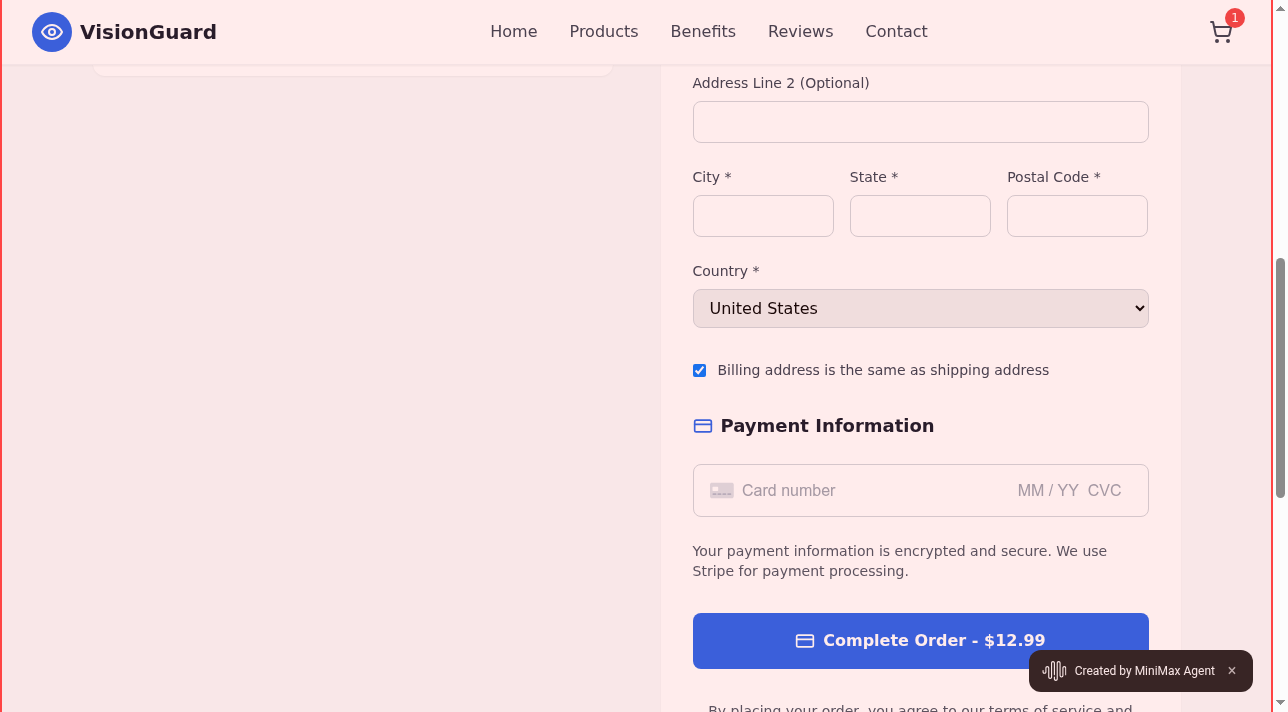 VisionGuard
Home Products Benefits Reviews Contact
1
Address Line 2 (Optional)
City * State * Postal Code *
Country *
United States
Billing address is the same as shipping address
Payment Information
Card number MM / YY CVC
Your payment information is encrypted and secure. We use
Stripe for payment processing.
Complete Order - $12.99
Created by MiniMax Agent ×
By placing your order, you agree to our terms of service and